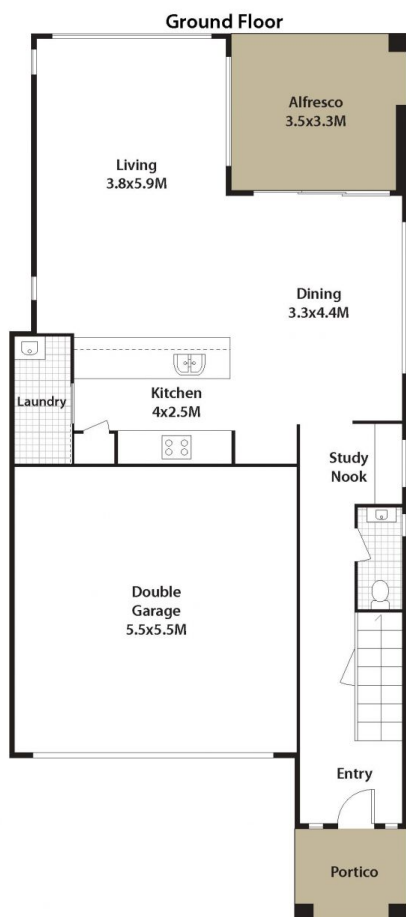 Ground Floor
Alfresco
3.5x3.3M
Living
3.8x5.9M
Dining
3.3x4.4M
Kitchen
4x2.5M
Laundry
Study
Nook
Double
Garage
5.5x5.5M
Entry
Portico